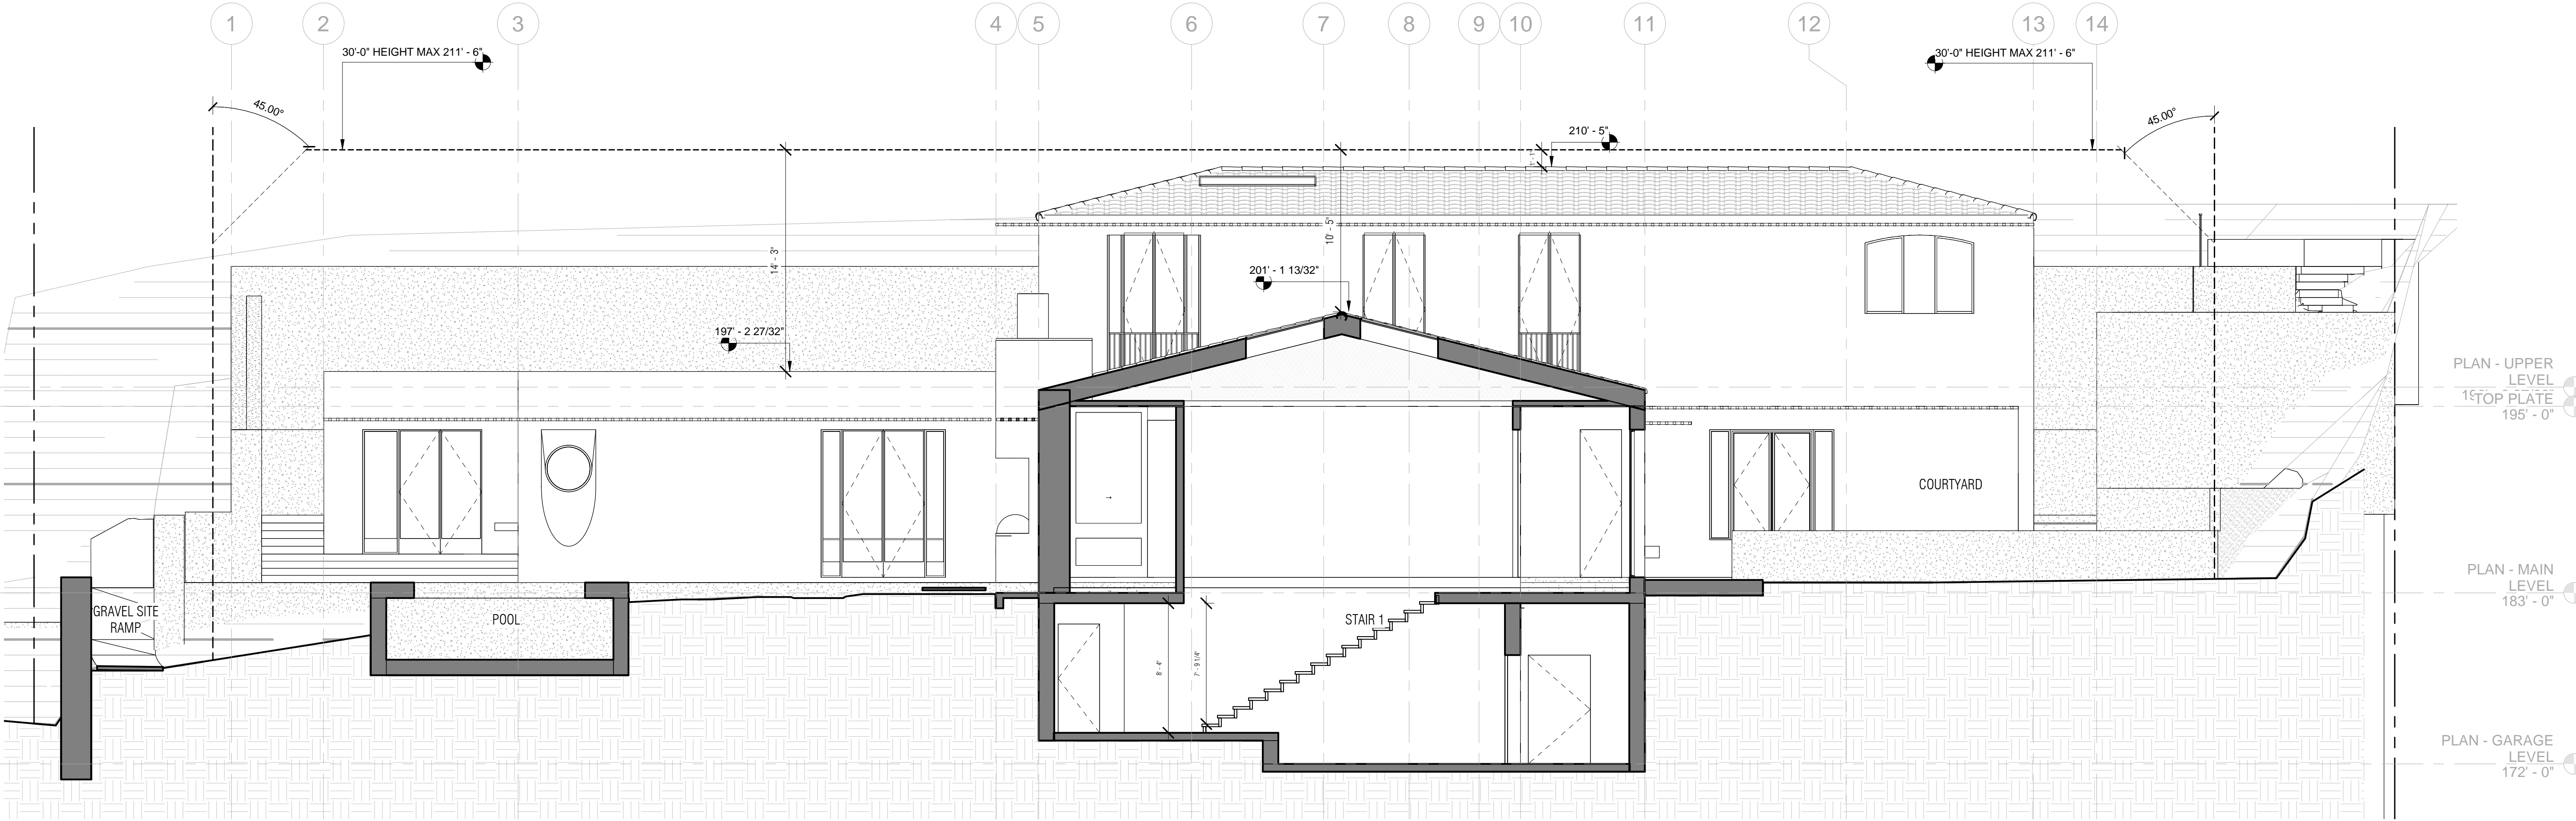 1
2
3
4
5
6
7
8
9
10
11
12
13
14
30'-0" HEIGHT MAX 211' - 6"
30'-0" HEIGHT MAX 211' - 6"
45.00°
45.00°
210' - 5"
1' - 1"
14' - 3"
10' - 5"
201' - 1 13/32"
197' - 2 27/32"
PLAN - UPPER
LEVEL
TOP PLATE
195' - 0"
COURTYARD
PLAN - MAIN
LEVEL
183' - 0"
GRAVEL SITE
RAMP
POOL
STAIR 1
8' - 4"
7' - 9 1/4"
PLAN - GARAGE
LEVEL
172' - 0"